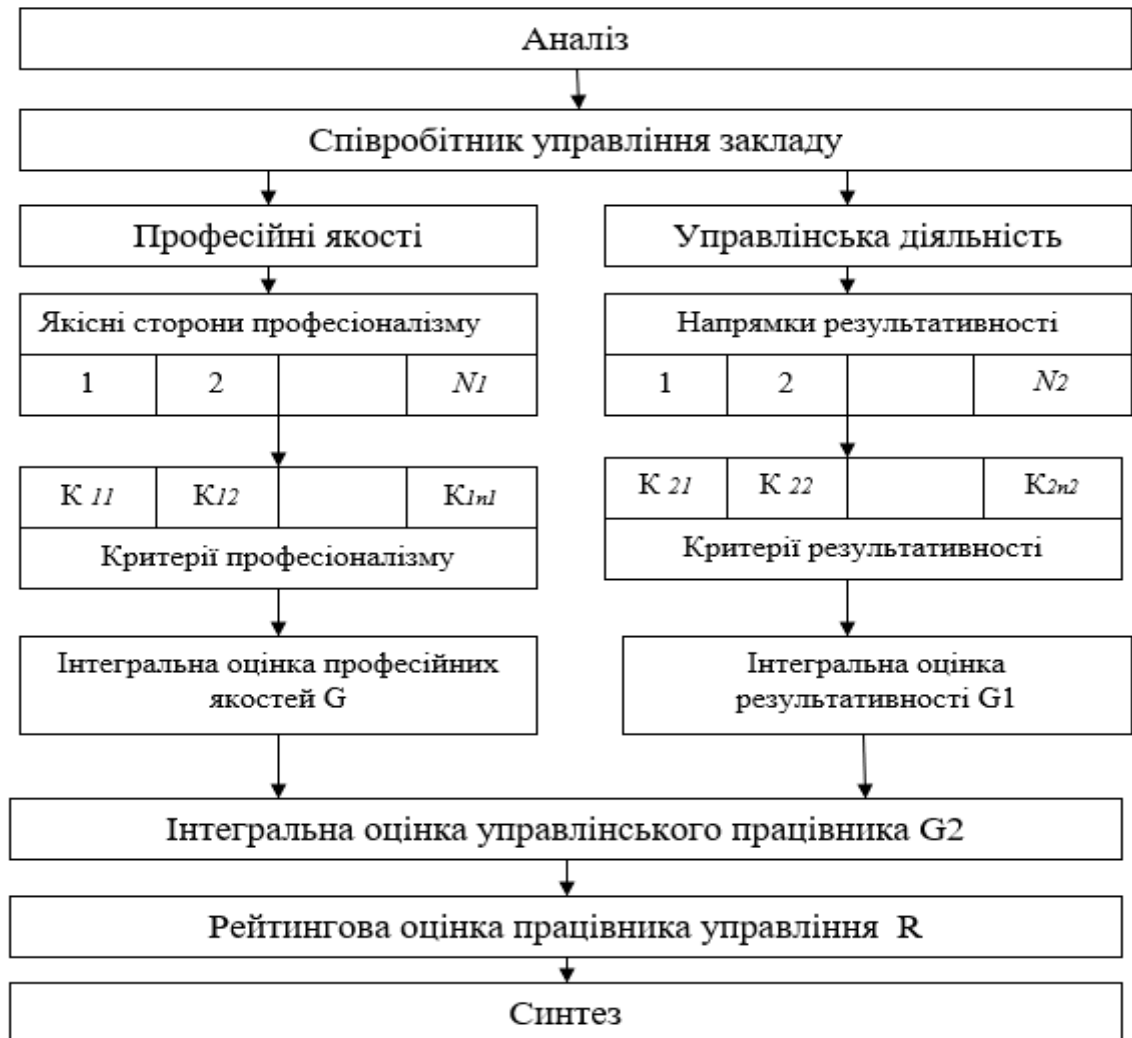 Аналіз
Співробітник управління закладу
Професійні якості
Управлінська діяльність
Якісні сторони професіоналізму
Напрямки результативності
1 2 N1
1 2 N2
К 11 К12 К1n1
К 21 К 22 К2n2
Критерії професіоналізму
Критерії результативності
Інтегральна оцінка професійних
якостей G
Інтегральна оцінка
результативності G1
Інтегральна оцінка управлінського працівника G2
Рейтингова оцінка працівника управління R
Синтез